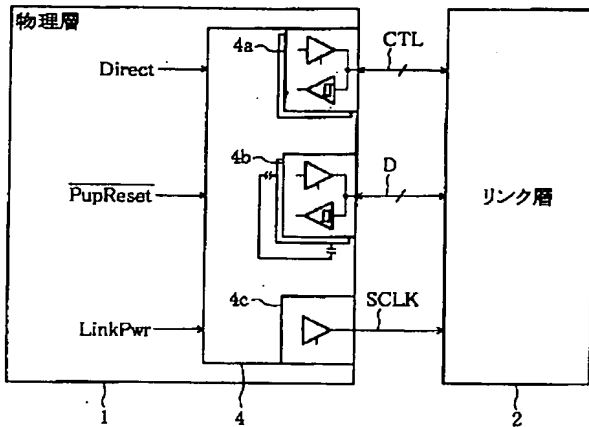 物理層
4a
CTL
Direct
4b
D
PupReset
リンク層
4c
SCLK
LinkPwr
1
4
2